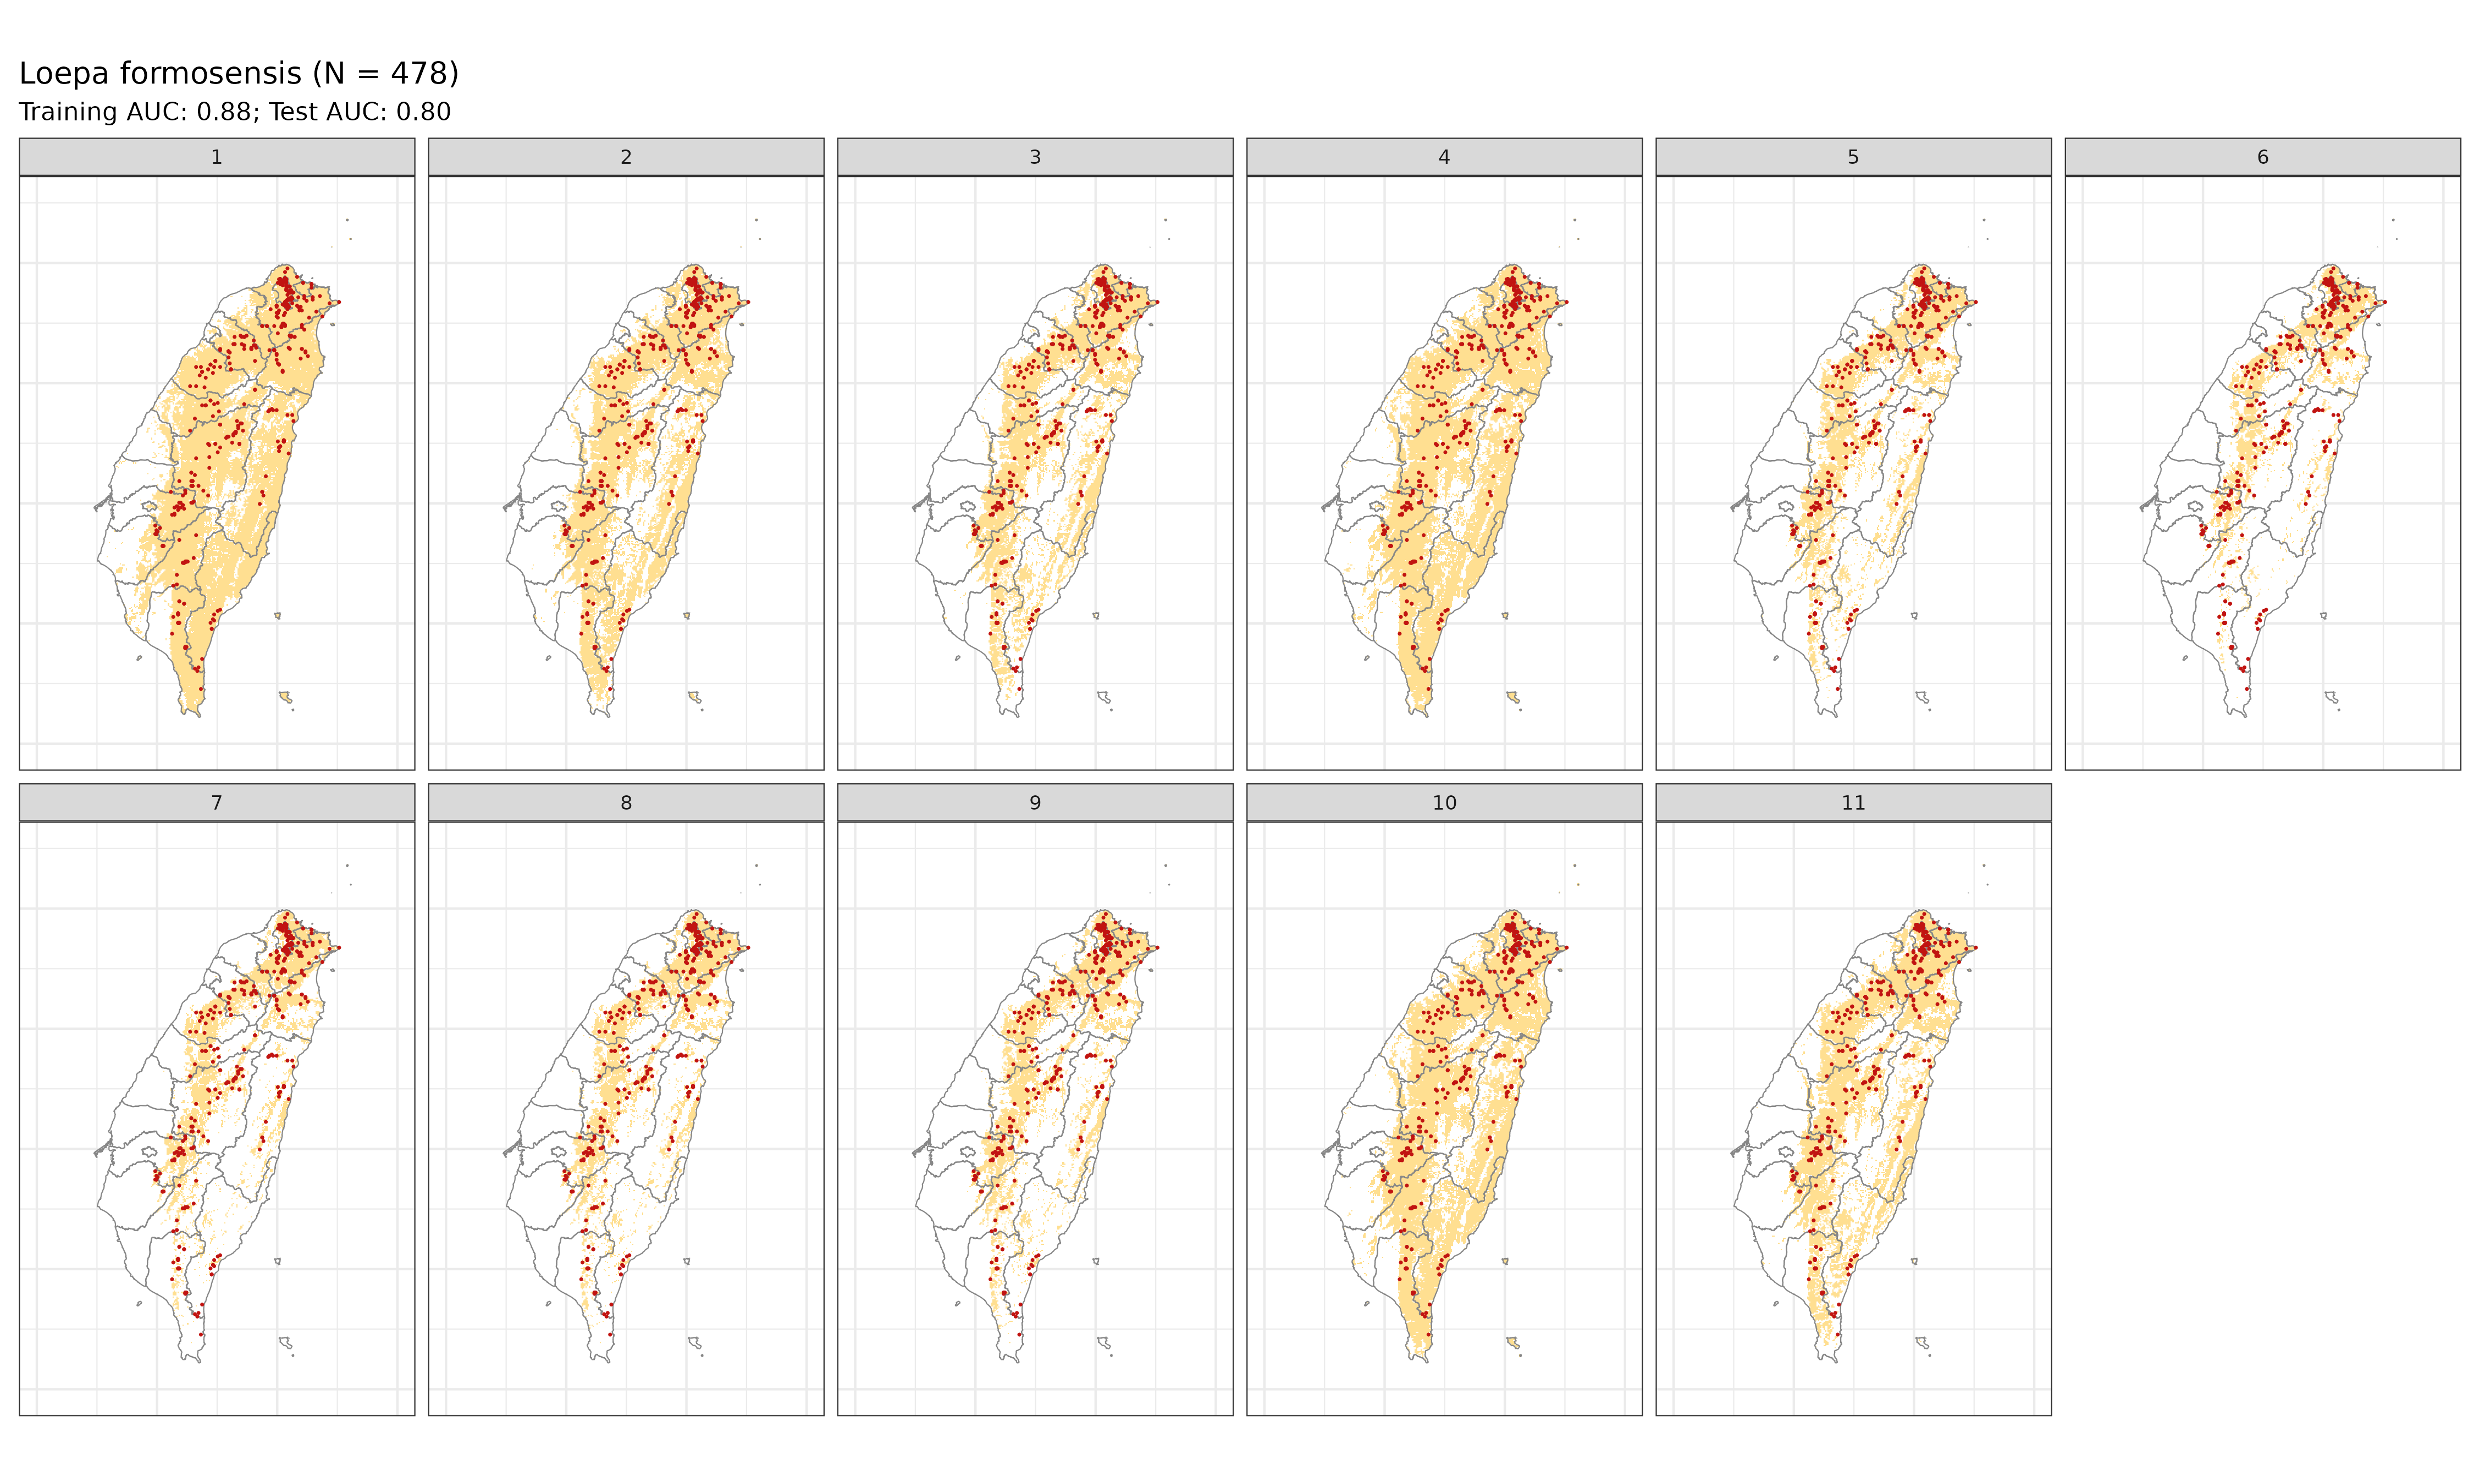 Loepa formosensis (N = 478)
Training AUC: 0.88; Test AUC: 0.80
1 2 3 4 5 6
7 8 9 10 11